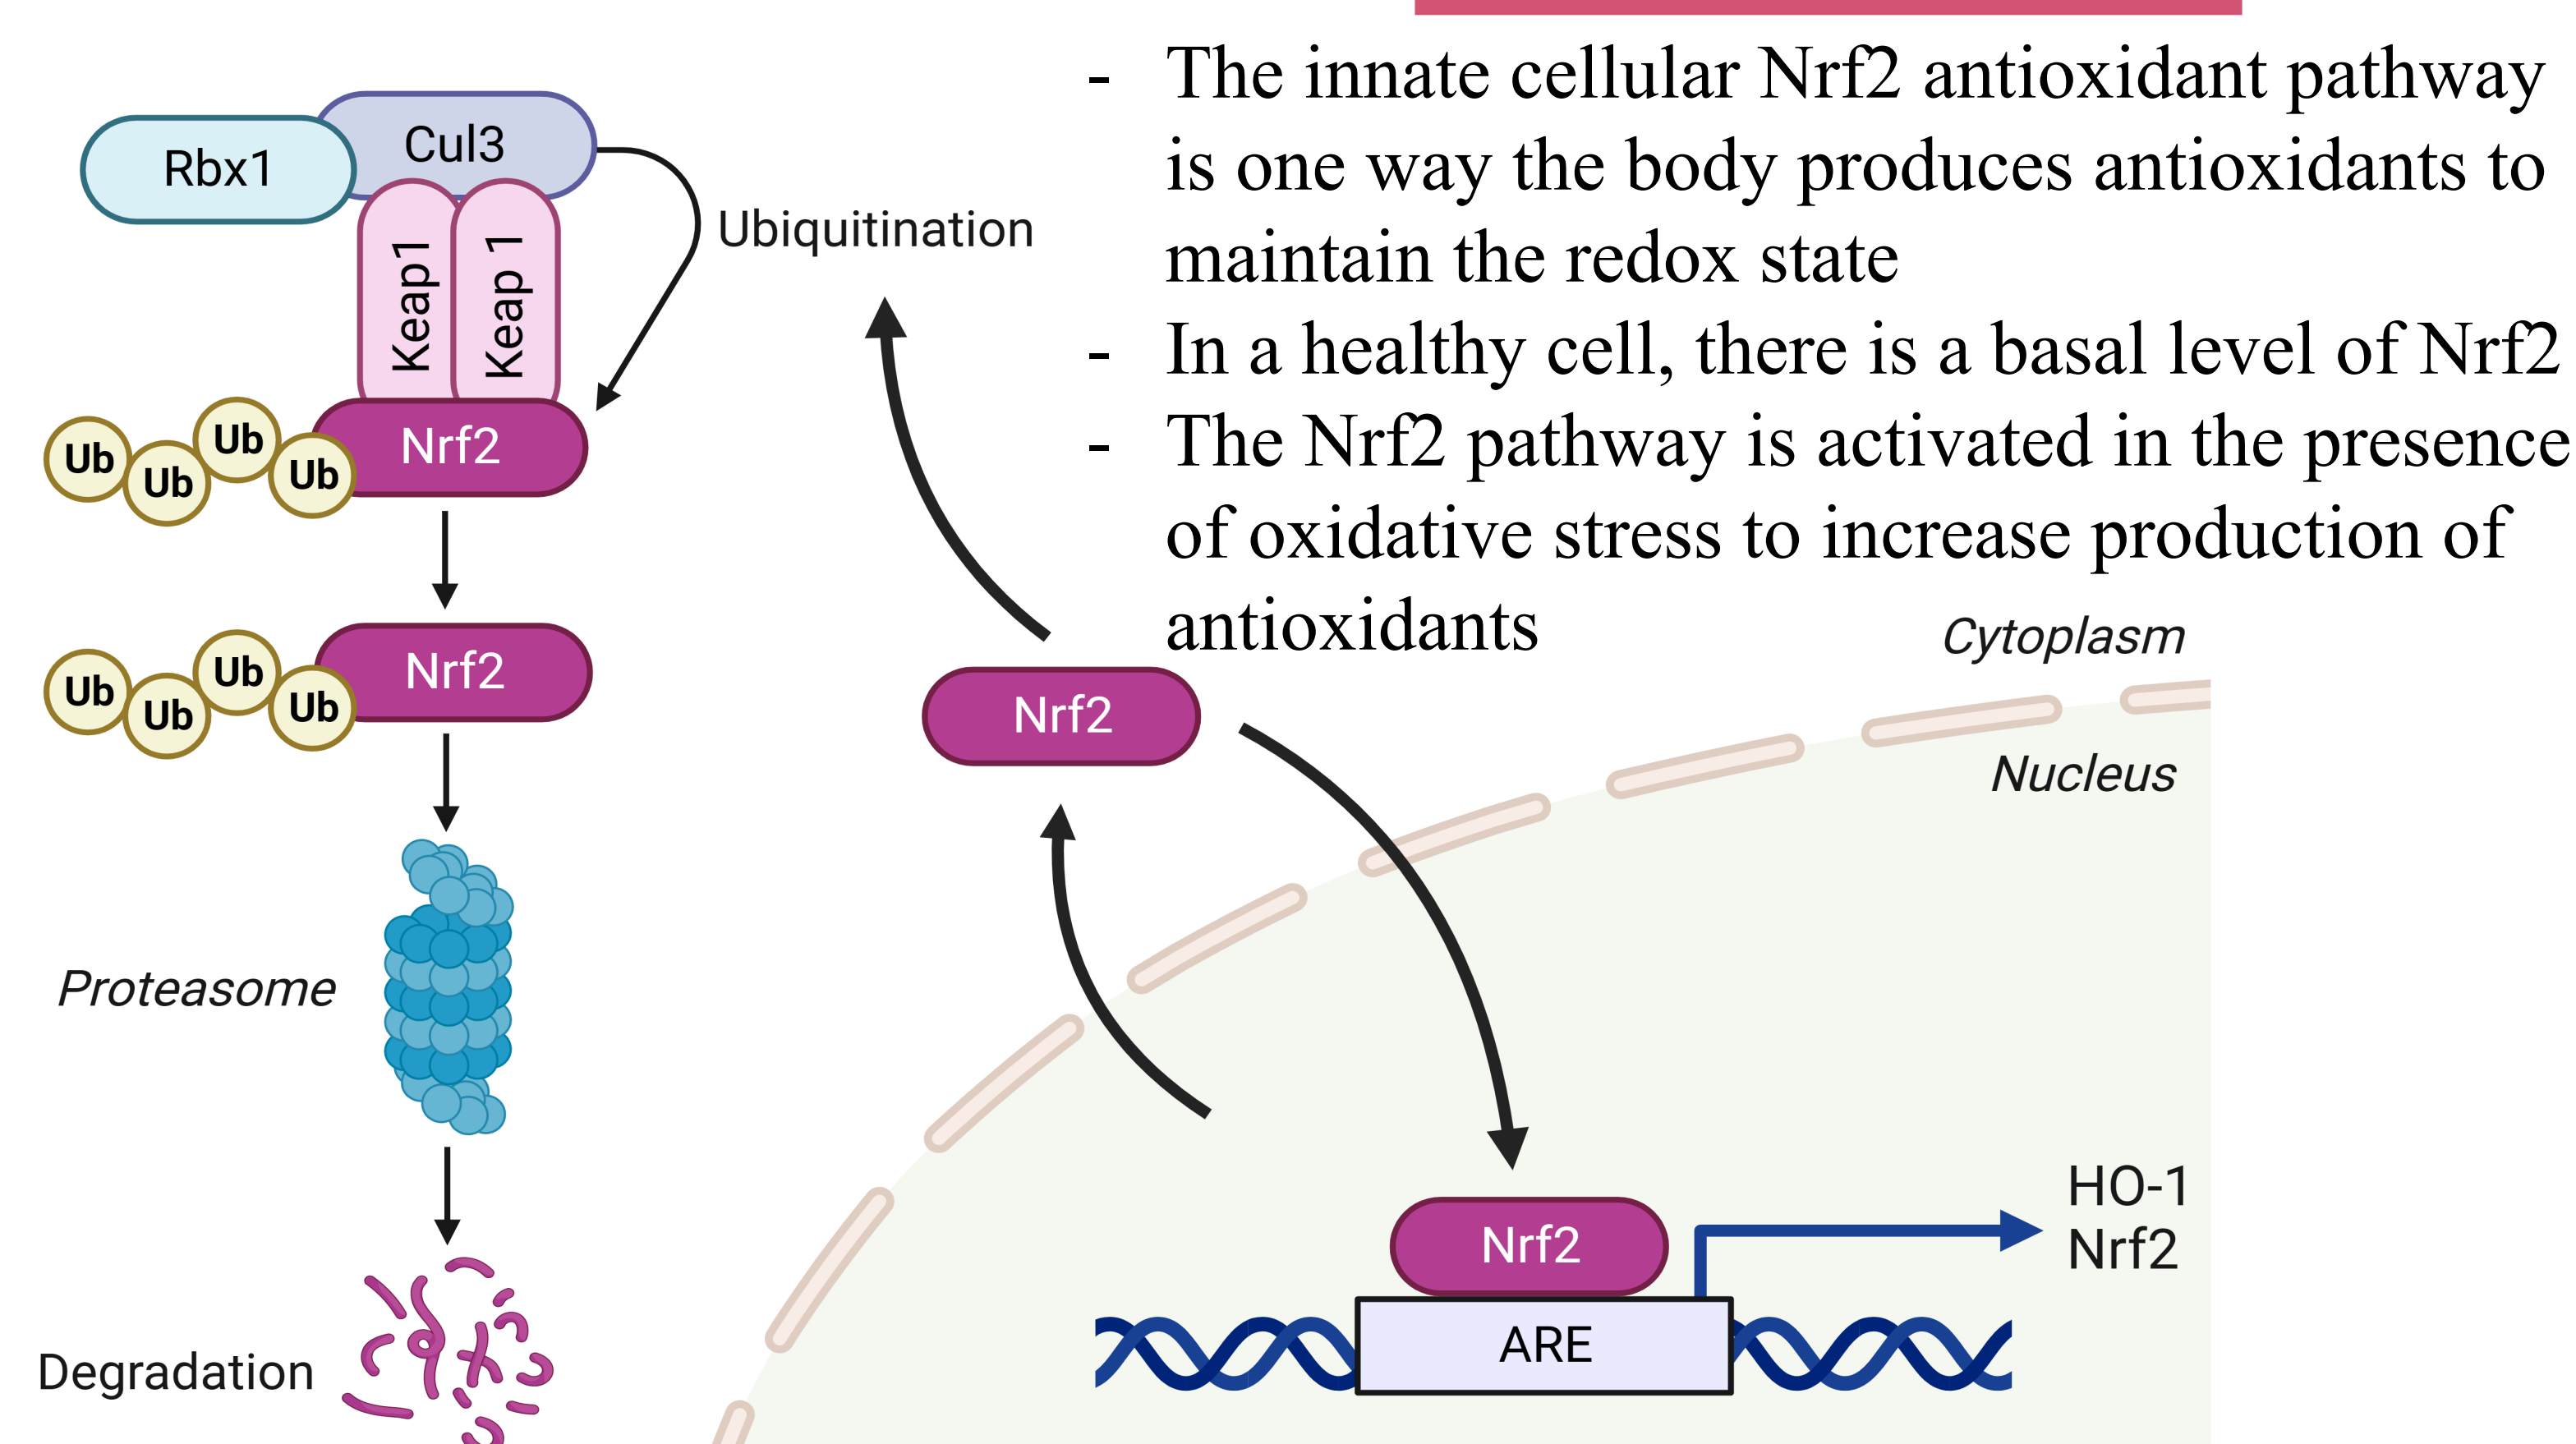 - The innate cellular Nrf2 antioxidant pathway
is one way the body produces antioxidants to
maintain the redox state
- In a healthy cell, there is a basal level of Nrf2
- The Nrf2 pathway is activated in the presence
of oxidative stress to increase production of
antioxidants
Rbx1
Cul3
Keap1
Keap 1
Ubiquitination
Nrf2
Ub
Ub
Ub
Ub
Nrf2
Ub
Ub
Ub
Ub
Proteasome
Degradation
Nrf2
Cytoplasm
Nucleus
Nrf2
ARE
HO-1
Nrf2